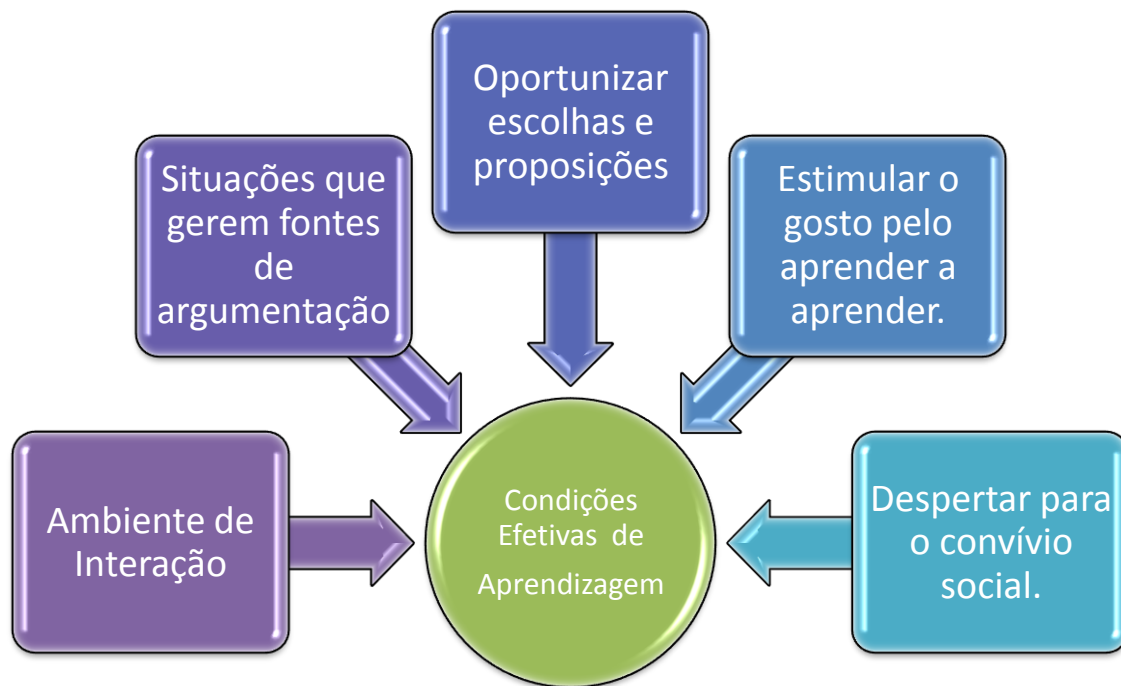 Oportunizar
escolhas e
proposições
Situações que
gerem fontes
de
argumentação
Estimular o
gosto pelo
aprender a
aprender.
Ambiente de
Interação
Condições
Efetivas de
Aprendizagem
Despertar para
o convívio
social.